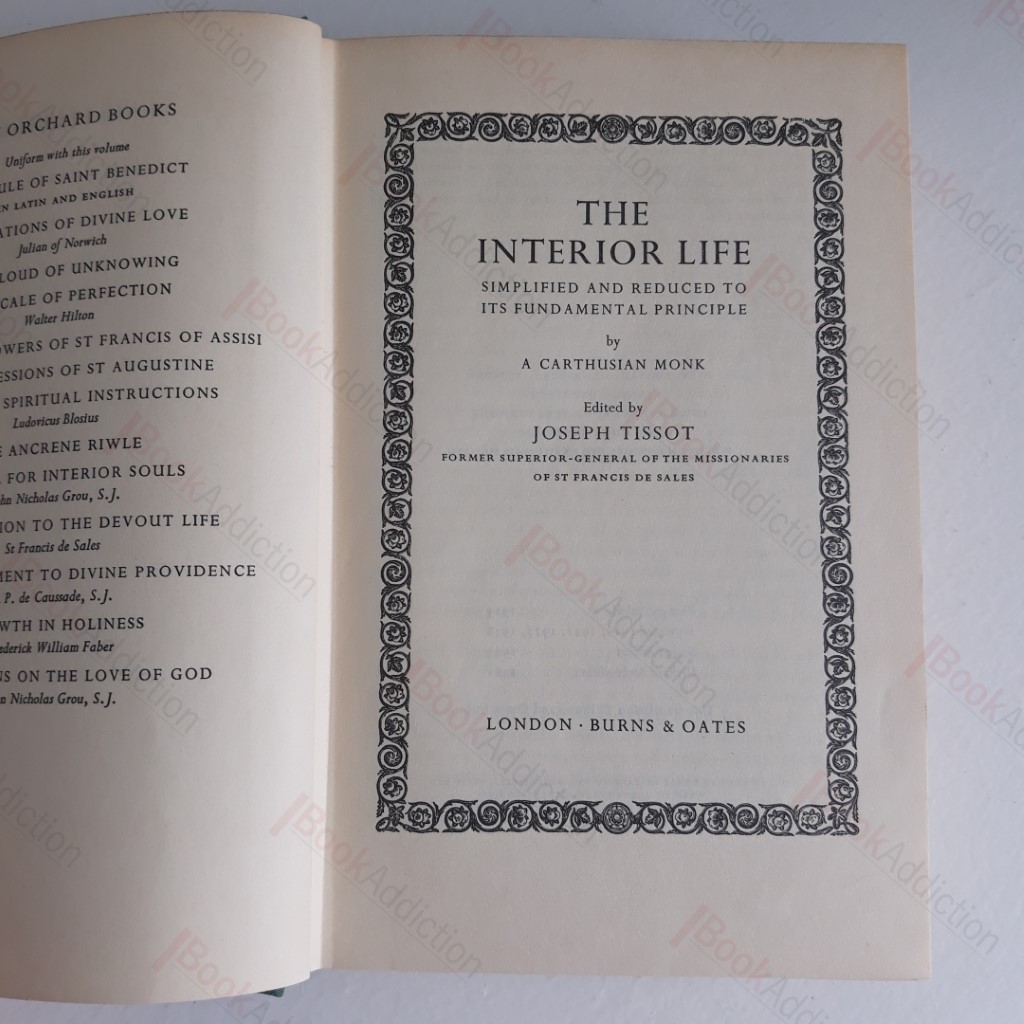 ORCHARD BOOKS
Uniform with this volume
ULE OF SAINT BENEDICT
N LATIN AND ENGLISH
ATIONS OF DIVINE LOVE
Julian of Norwich
LOUD OF UNKNOWING
CALE OF PERFECTION
Walter Hilton
OWERS OF ST FRANCIS OF ASSISI
ESSIONS OF ST AUGUSTINE
SPIRITUAL INSTRUCTIONS
Ludovicus Blosius
ANCRENE RIWLE
FOR INTERIOR SOULS
hn Nicholas Grou, S.J.
ION TO THE DEVOUT LIFE
St Francis de Sales
MENT TO DIVINE PROVIDENCE
P. de Caussade, S.J.
WTH IN HOLINESS
ederick William Faber
NS ON THE LOVE OF GOD
n Nicholas Grou, S.J.
THE
INTERIOR LIFE
SIMPLIFIED AND REDUCED TO
ITS FUNDAMENTAL PRINCIPLE
by
A CARTHUSIAN MONK
Edited by
JOSEPH TISSOT
FORMER SUPERIOR-GENERAL OF THE MISSIONARIES
OF ST FRANCIS DE SALES
LONDON · BURNS & OATES
BookAddiction